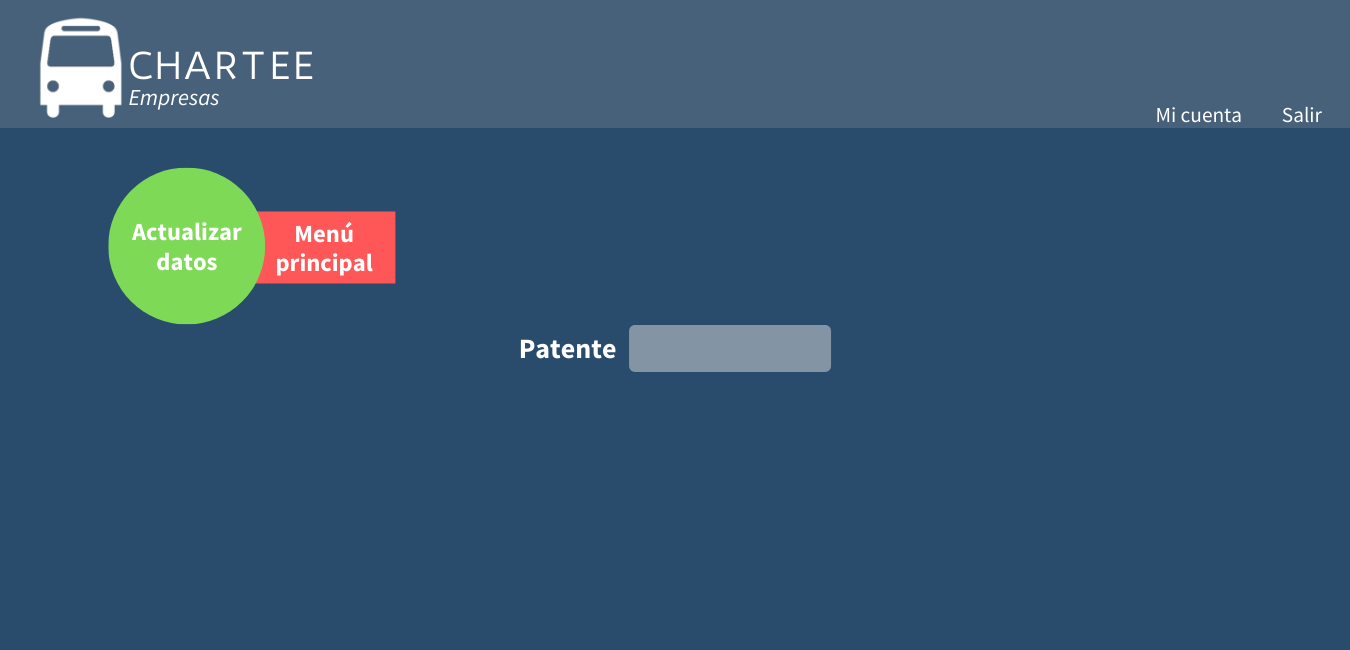 CHARTEE
Empresas
Mi cuenta
Salir
Actualizar
datos
Menú
principal
Patente